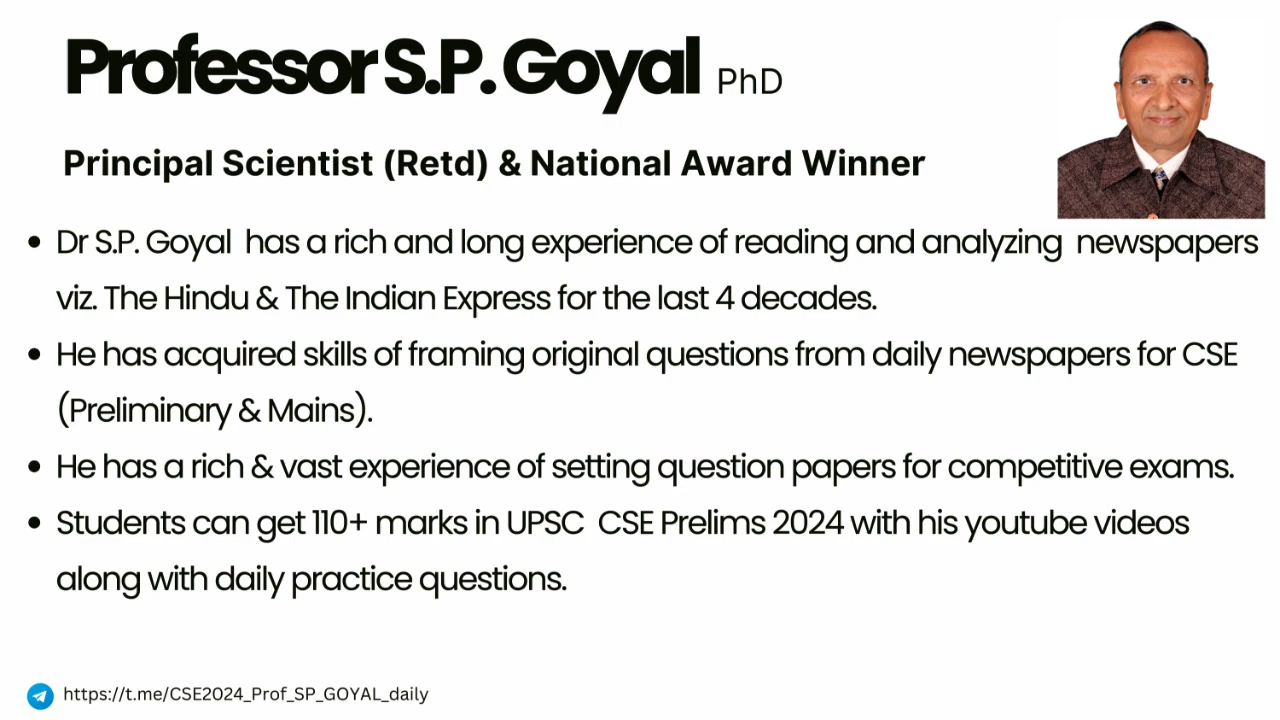 Professor S.P. Goyal PhD
Principal Scientist (Retd) & National Award Winner
• Dr S.P. Goyal has a rich and long experience of reading and analyzing newspapers
viz. The Hindu & The Indian Express for the last 4 decades.
• He has acquired skills of framing original questions from daily newspapers for CSE
(Preliminary & Mains).
• He has a rich & vast experience of setting question papers for competitive exams.
• Students can get 110+ marks in UPSC CSE Prelims 2024 with his youtube videos
along with daily practice questions.
https://t.me/CSE2024_Prof_SP_GOYAL_daily